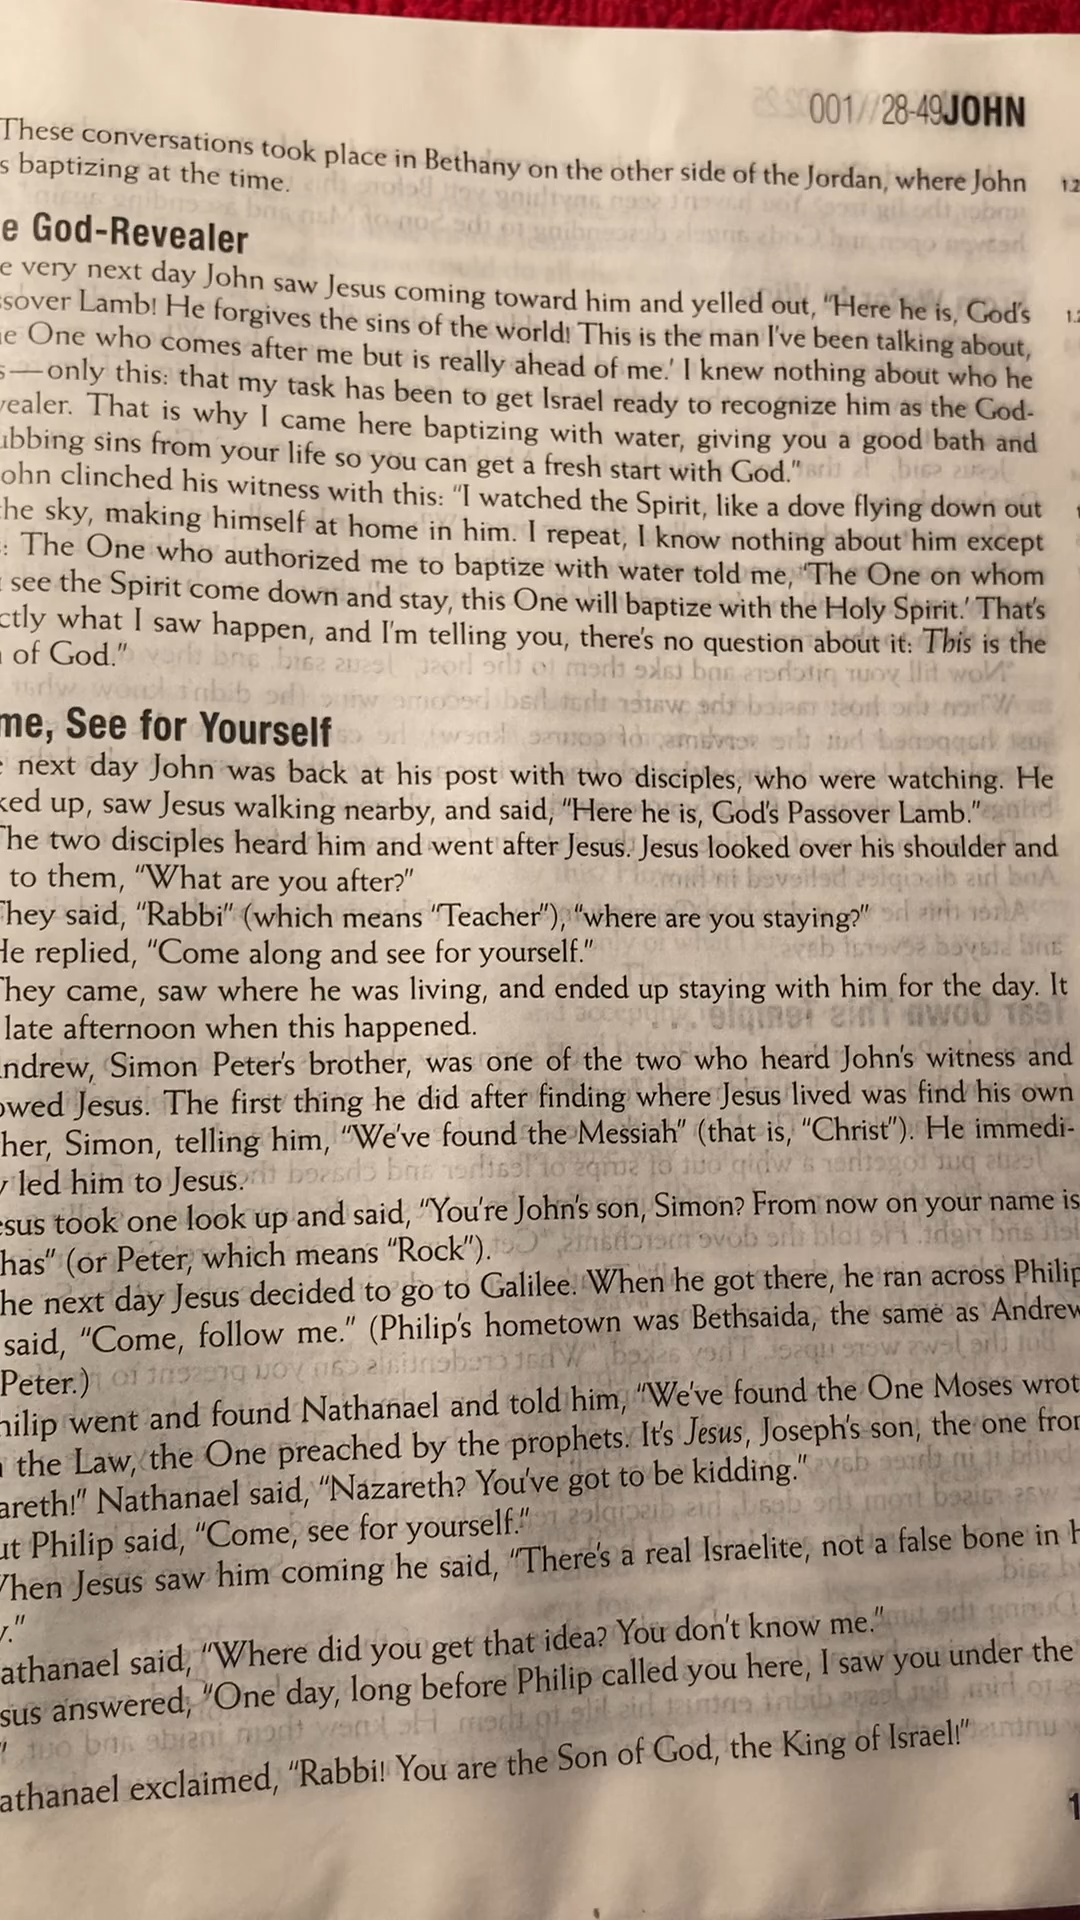 001//28-49JOHN
These conversations took place in Bethany on the other side of the Jordan, where John
s baptizing at the time.
1.2
e God-Revealer
e very next day John saw Jesus coming toward him and yelled out, “Here he is, God's
ssover Lamb! He forgives the sins of the world! This is the man I've been talking about,
e One who comes after me but is really ahead of me.' I knew nothing about who he
s—only this: that my task has been to get Israel ready to recognize him as the God-
vealer. That is why I came here baptizing with water, giving you a good bath and
ubbing sins from your life so you can get a fresh start with God.”
ohn clinched his witness with this: “I watched the Spirit, like a dove flying down out
the sky, making himself at home in him. I repeat, I know nothing about him except
: The One who authorized me to baptize with water told me, ‘The One on whom
see the Spirit come down and stay, this One will baptize with the Holy Spirit.' That's
ctly what I saw happen, and I'm telling you, there's no question about it: This is the
of God.”
me, See for Yourself
next day John was back at his post with two disciples, who were watching. He
ked up, saw Jesus walking nearby, and said, “Here he is, God's Passover Lamb.”
The two disciples heard him and went after Jesus. Jesus looked over his shoulder and
to them, “What are you after?”
They said, “Rabbi” (which means “Teacher”), “where are you staying?”
He replied, “Come along and see for yourself.”
They came, saw where he was living, and ended up staying with him for the day. It
late afternoon when this happened.
ndrew, Simon Peter's brother, was one of the two who heard John's witness and
owed Jesus. The first thing he did after finding where Jesus lived was find his own
her, Simon, telling him, “We've found the Messiah” (that is, “Christ”). He immedi-
y led him to Jesus.
esus took one look up and said, “You're John's son, Simon? From now on your name is
has” (or Peter, which means “Rock”).
he next day Jesus decided to go to Galilee. When he got there, he ran across Philip
said, “Come, follow me.” (Philip's hometown was Bethsaida, the same as Andrew
Peter.)
hilip went and found Nathanael and told him, “We've found the One Moses wrot
the Law, the One preached by the prophets. It's Jesus, Joseph's son, the one fror
areth!” Nathanael said, “Nazareth? You've got to be kidding.”
ut Philip said, “Come, see for yourself.”
When Jesus saw him coming he said, “There's a real Israelite, not a false bone in h
y.”
athanael said, “Where did you get that idea? You don't know me.”
sus answered, “One day, long before Philip called you here, I saw you under the
”
athanael exclaimed, “Rabbi! You are the Son of God, the King of Israel!”